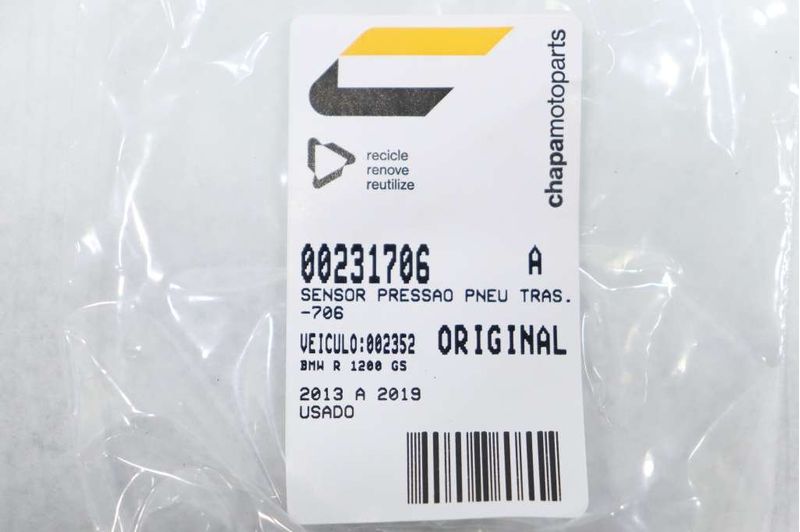 chapamotoparts
recicle
renove
reutilize
00231706 A
SENSOR PRESSAO PNEU TRAS.
-706
VEICULO:002352 ORIGINAL
BMW R 1200 GS
2013 A 2019
USADO